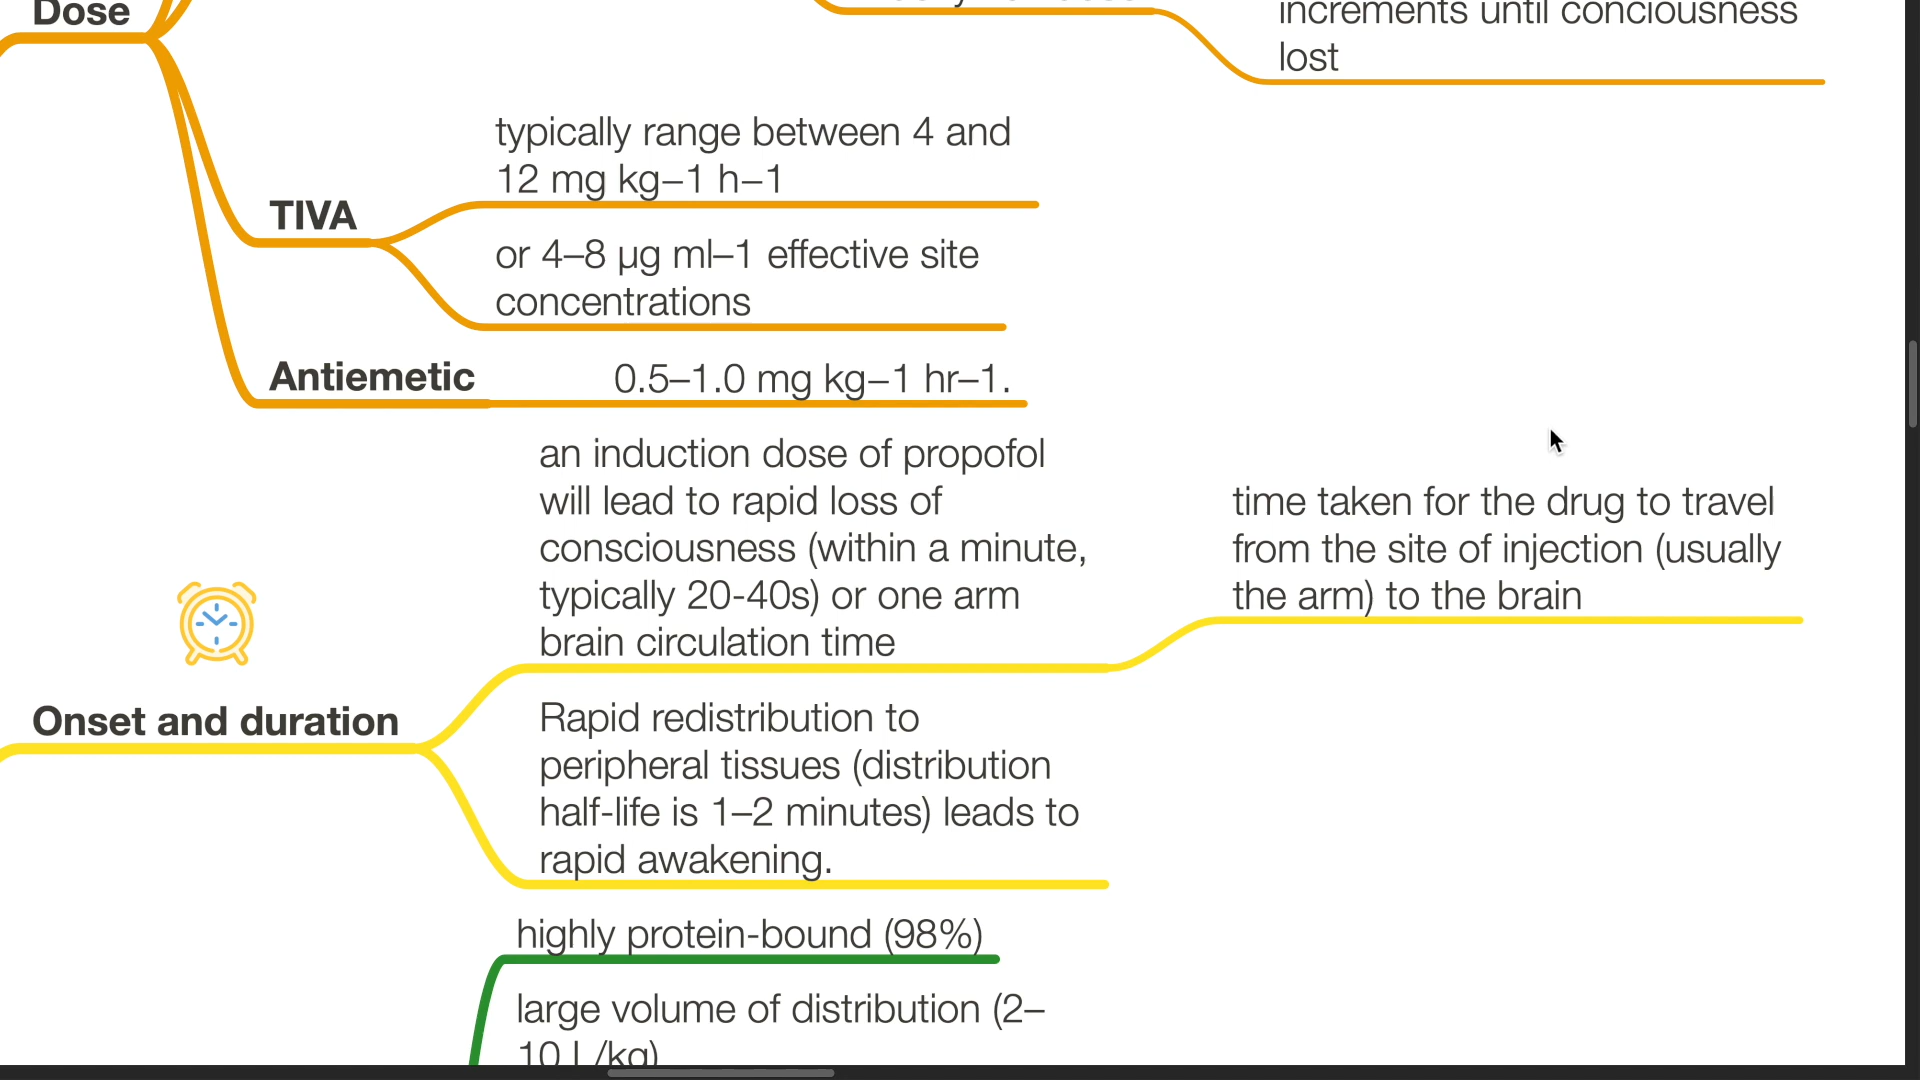 Dose
increments until conciousness
lost
typically range between 4 and
12 mg kg–1 h–1
TIVA
or 4–8 µg ml–1 effective site
concentrations
Antiemetic
0.5–1.0 mg kg–1 hr–1.
an induction dose of propofol
will lead to rapid loss of
consciousness (within a minute,
typically 20-40s) or one arm
brain circulation time
time taken for the drug to travel
from the site of injection (usually
the arm) to the brain
Onset and duration
Rapid redistribution to
peripheral tissues (distribution
half-life is 1–2 minutes) leads to
rapid awakening.
highly protein-bound (98%)
large volume of distribution (2–
10 L/kg)